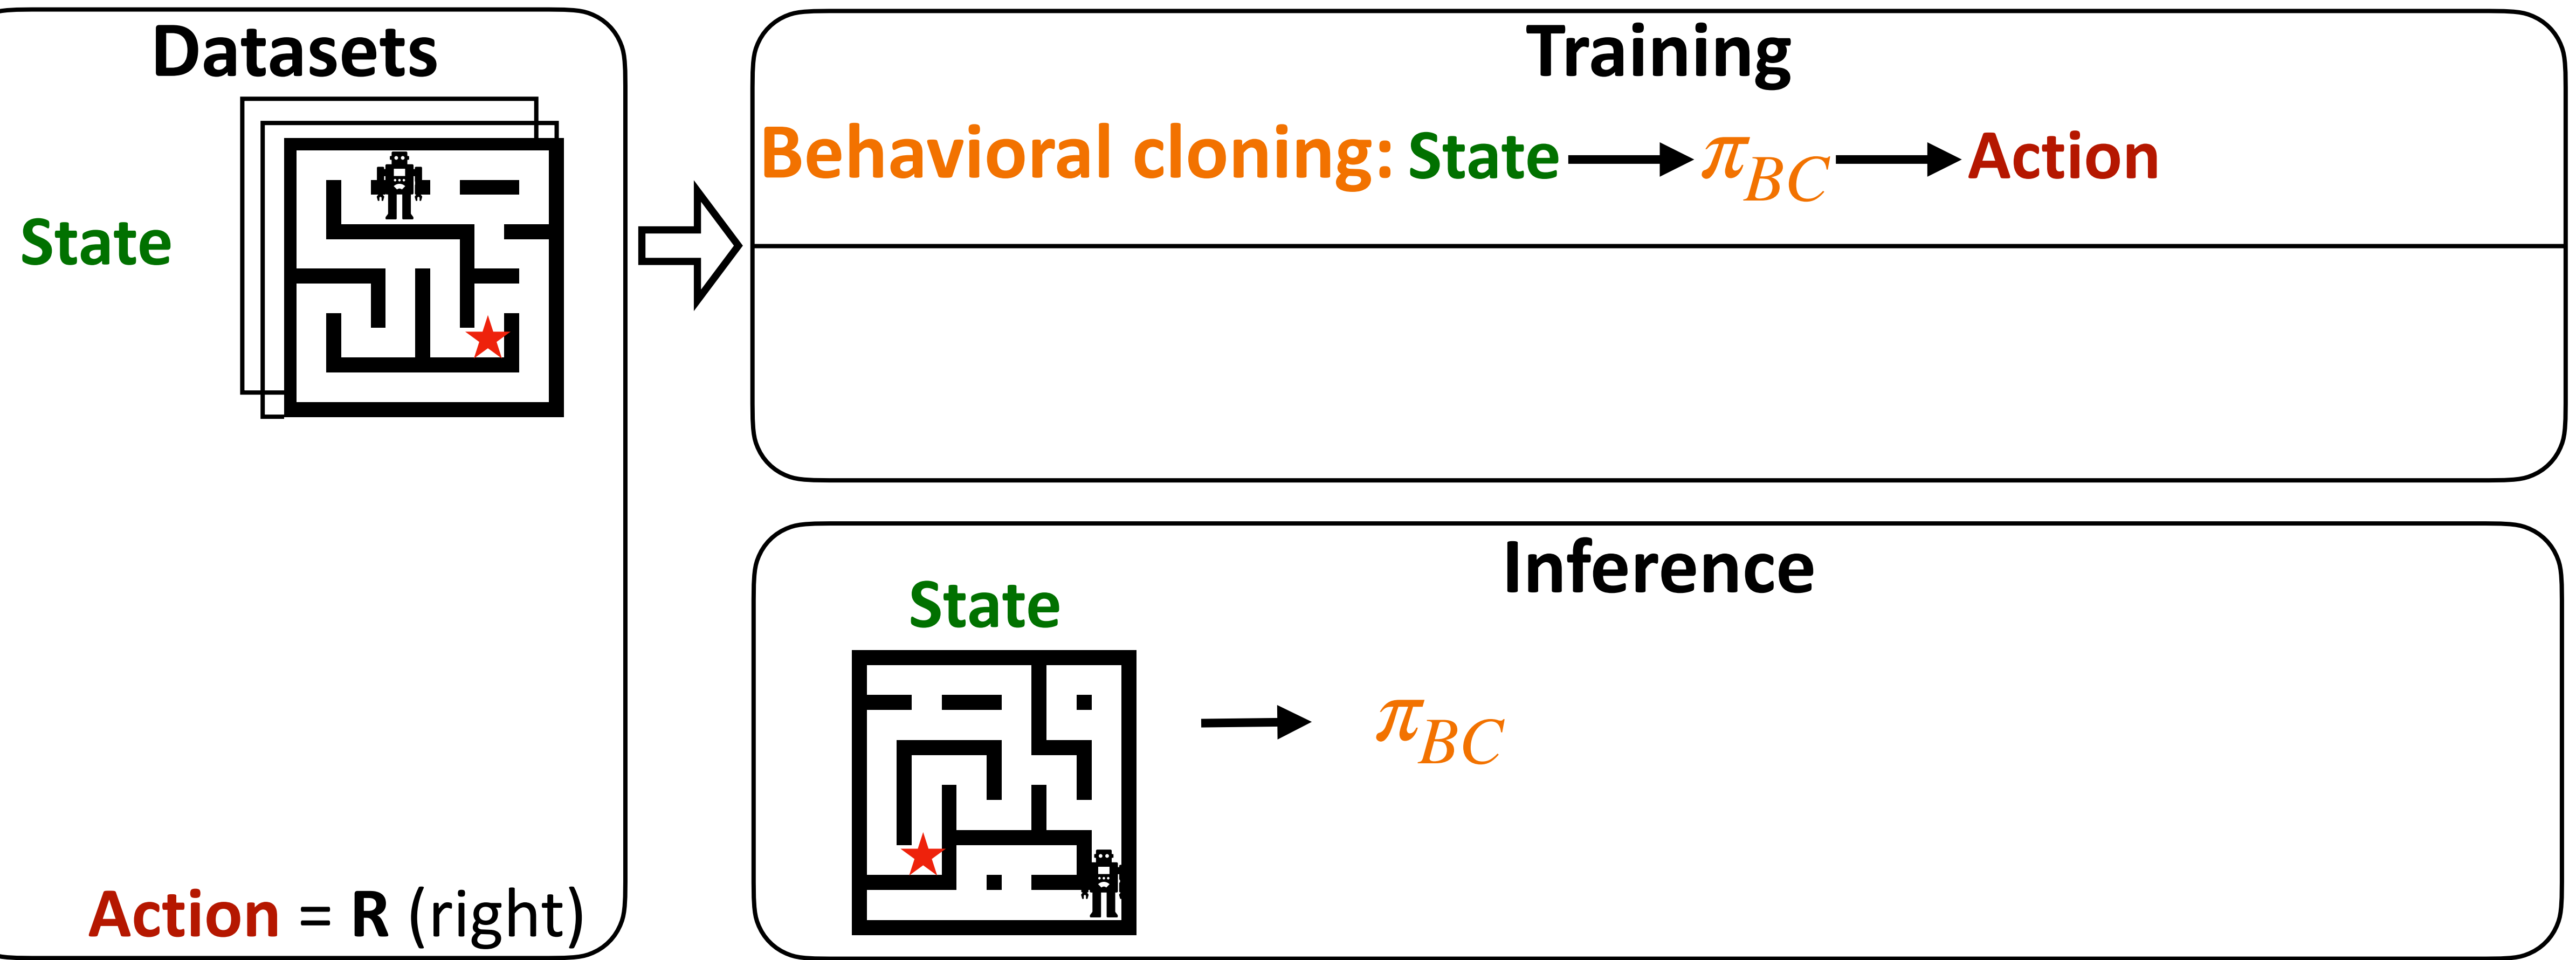 Datasets
State
Action = R (right)
Training
Behavioral cloning: State π_BC Action
Inference
State
π_BC